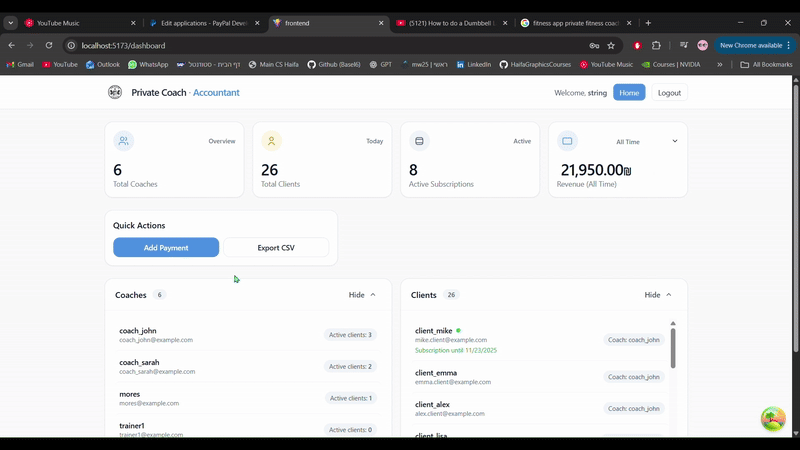 YouTube Music
Edit applications - PayPal Deve
frontend
(5121) How to do a Dumbbell
fitness app private fitness coac
localhost:5173/dashboard
New Chrome available
Gmail
YouTube
Outlook
WhatsApp
דף הבית - סטודנטול
Main CS Haifa
Github (Base16)
GPT
mw25 | ראשי
LinkedIn
HaifaGraphicsCourses
YouTube Music
Courses | NVIDIA
»
All Bookmarks
Private Coach · Accountant
Welcome, string
Home
Logout
Overview
6
Total Coaches
Today
26
Total Clients
Active
8
Active Subscriptions
All Time
21,950.00₪
Revenue (All Time)
Quick Actions
Add Payment
Export CSV
Coaches 6
Hide
coach_john
coach_john@example.com
Active clients: 3
coach_sarah
coach_sarah@example.com
Active clients: 2
mores
mores@example.com
Active clients: 1
trainer1
trainer1@example.com
Active clients: 0
Clients 26
Hide
client_mike
mike.client@example.com
Subscription until 11/23/2025
Coach: coach_john
client_emma
emma.client@example.com
Coach: coach_john
client_alex
alex.client@example.com
Coach: coach_john
client_lisa